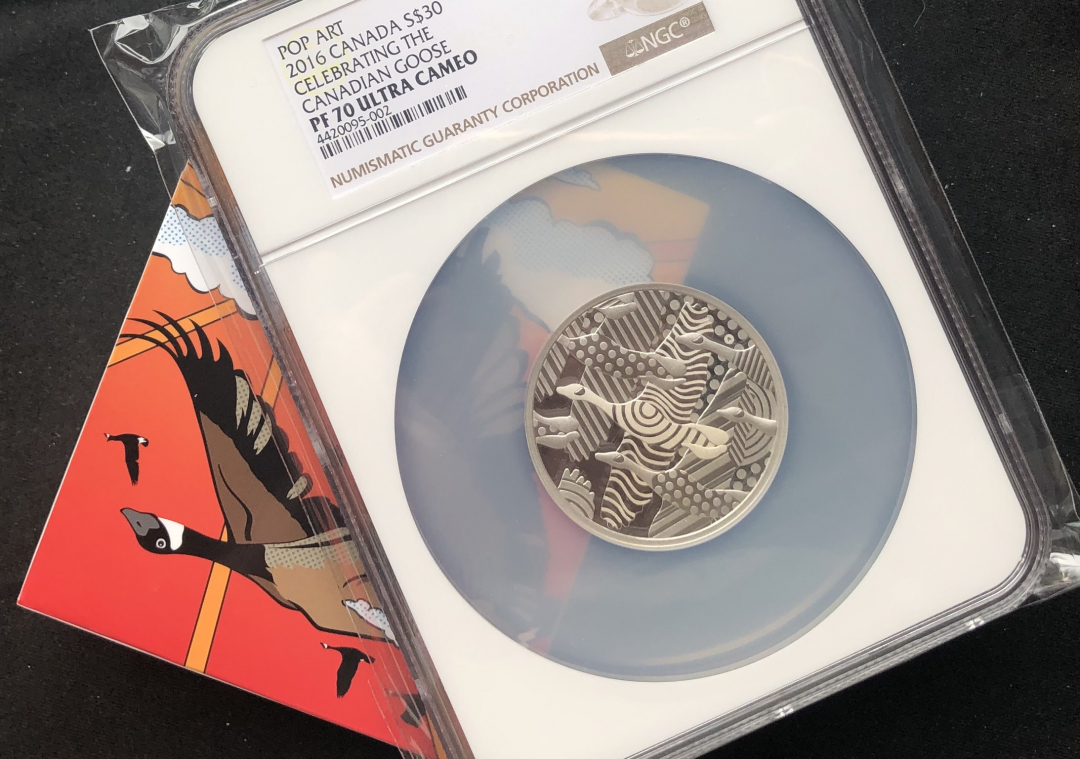 POP ART
2016 CANADA S$30
CELEBRATING THE
CANADIAN GOOSE
PF 70 ULTRA CAMEO
4420095-002
NGC®
NUMISMATIC GUARANTY CORPORATION